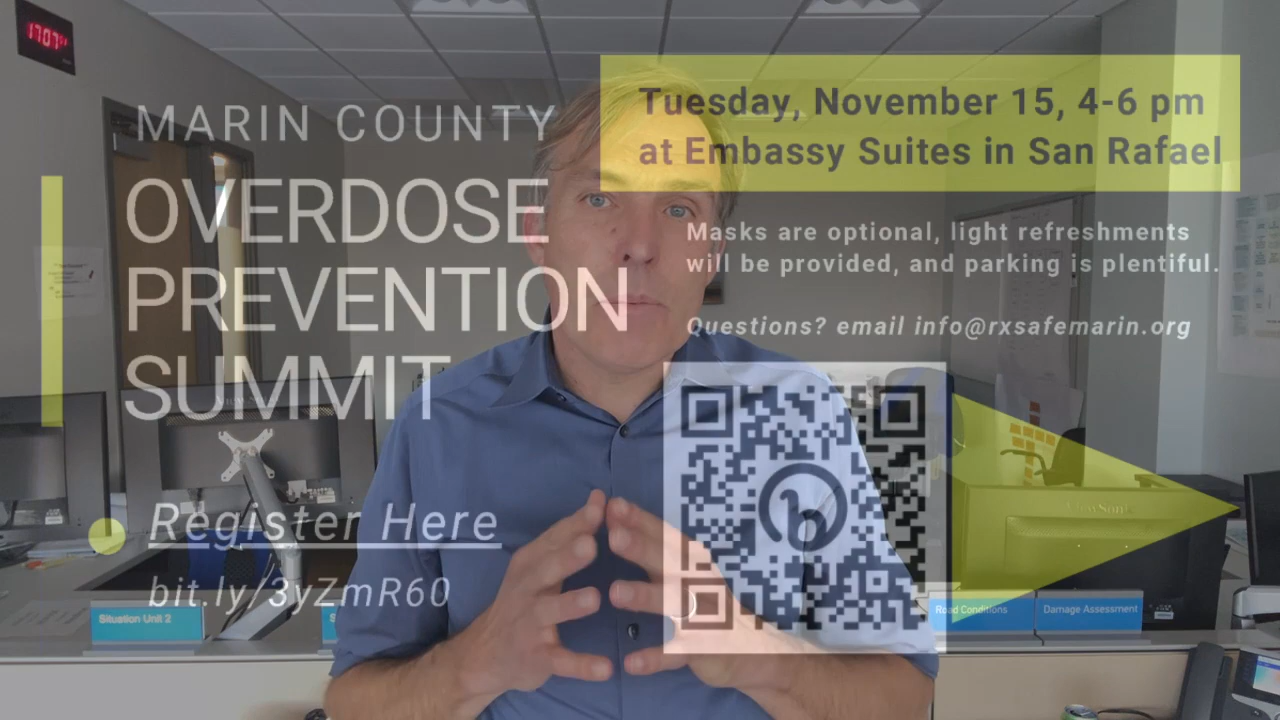 1707
MARIN COUNTY
OVERDOSE
PREVENTION
SUMMIT
Register Here
bit.ly/3yZmR60
Tuesday, November 15, 4-6 pm
at Embassy Suites in San Rafael
Masks are optional, light refreshments
will be provided, and parking is plentiful.
Questions? email info@rxsafemarin.org
ViewSonic
Situation Unit 2
Road Conditions
Damage Assessment